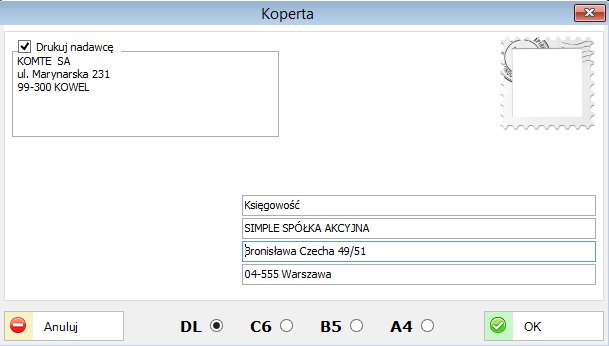 Koperta
Drukuj nadawcę
KOMTE SA
ul. Marynarska 231
99-300 KOWEL
Księgowość
SIMPLE SPÓŁKA AKCYJNA
Bronisława Czecha 49/51
04-555 Warszawa
Anuluj DL C6 B5 A4 OK